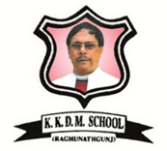 K. K. D. M. SCHOOL
(RAGHUNATHGUNJ)